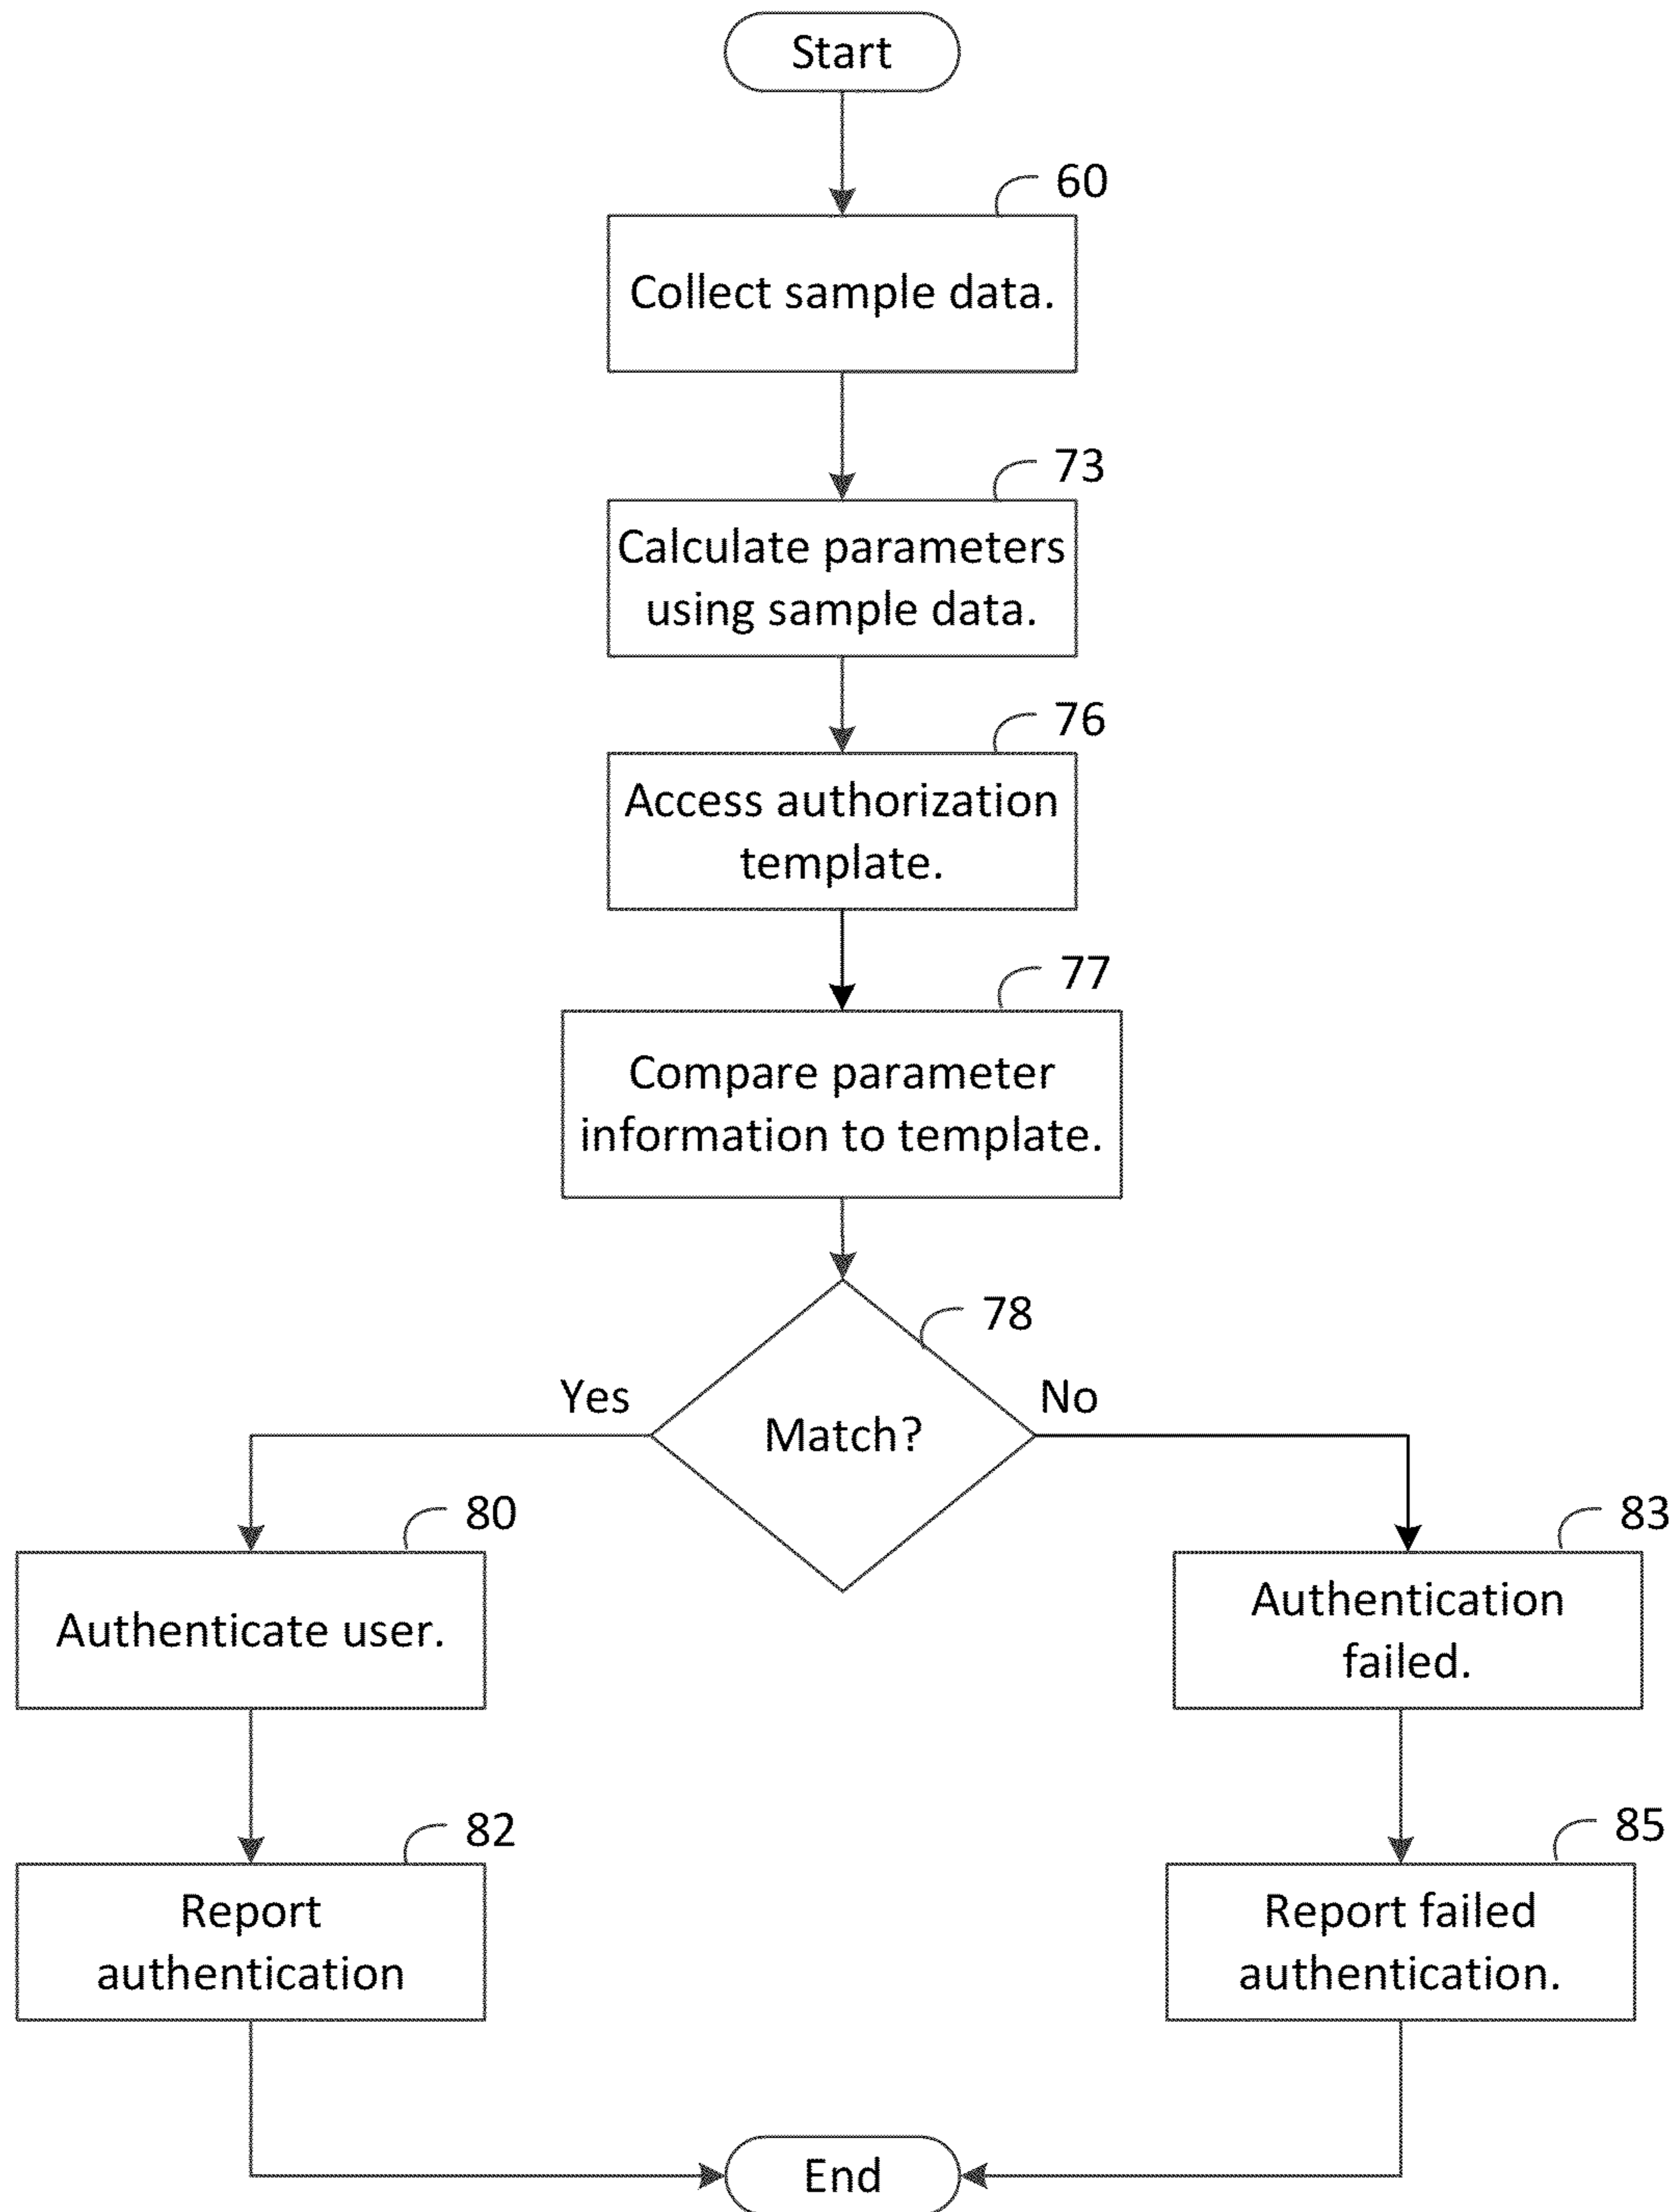 Start
60
Collect sample data.
73
Calculate parameters
using sample data.
76
Access authorization
template.
77
Compare parameter
information to template.
78
Yes
No
Match?
80
83
Authenticate user.
Authentication
failed.
82
85
Report
authentication
Report failed
authentication.
End